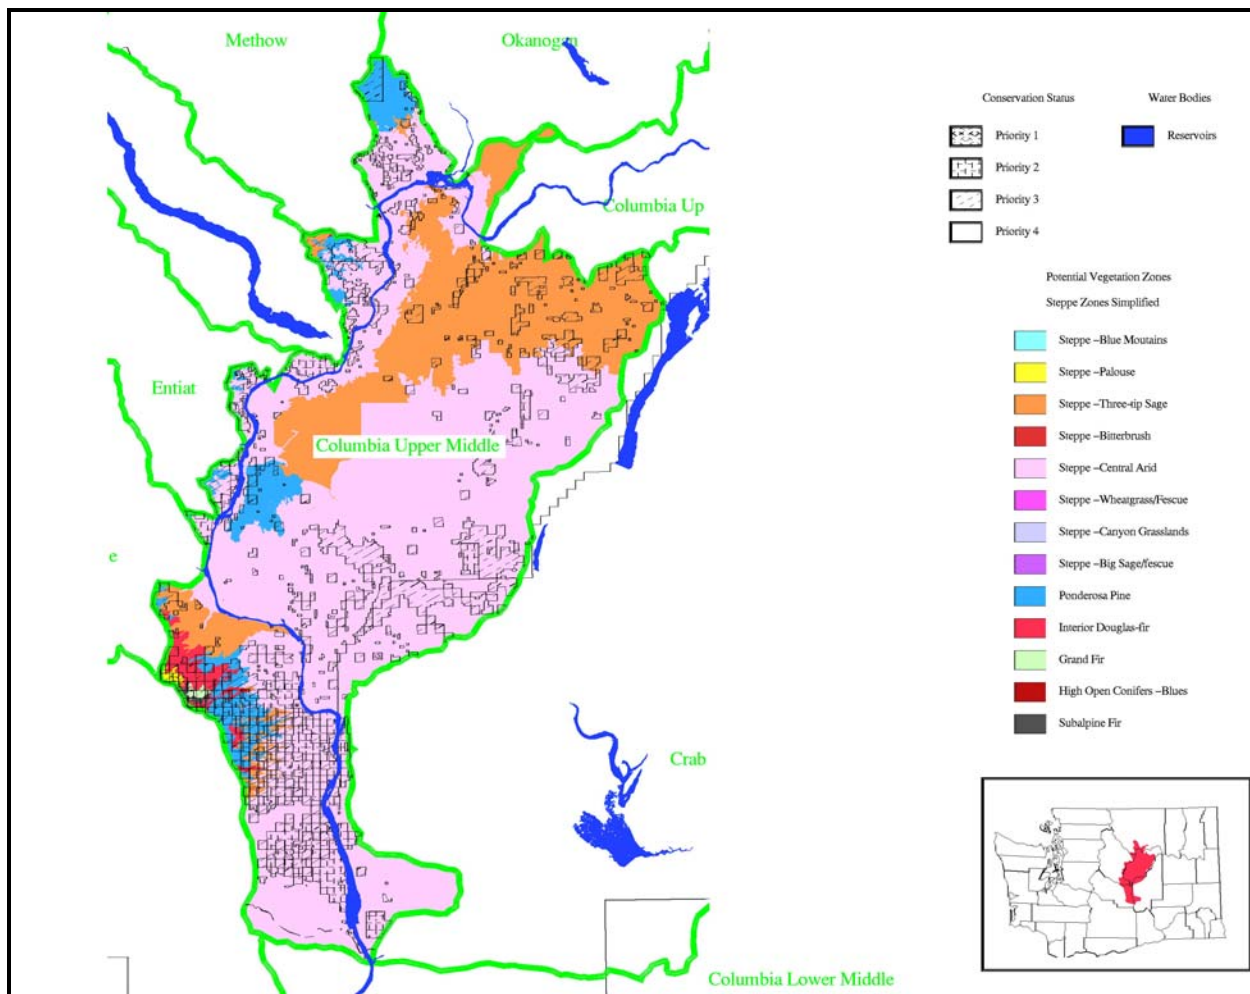 Methow
Okanogan
Columbia Up
Entiat
Columbia Upper Middle
e
Crab
Columbia Lower Middle
Conservation Status
Water Bodies
Priority 1
Reservoirs
Priority 2
Priority 3
Priority 4
Potential Vegetation Zones
Steppe Zones Simplified
Steppe –Blue Moutains
Steppe –Palouse
Steppe –Three-tip Sage
Steppe –Bitterbrush
Steppe –Central Arid
Steppe –Wheatgrass/Fescue
Steppe –Canyon Grasslands
Steppe –Big Sage/fescue
Ponderosa Pine
Interior Douglas-fir
Grand Fir
High Open Conifers –Blues
Subalpine Fir